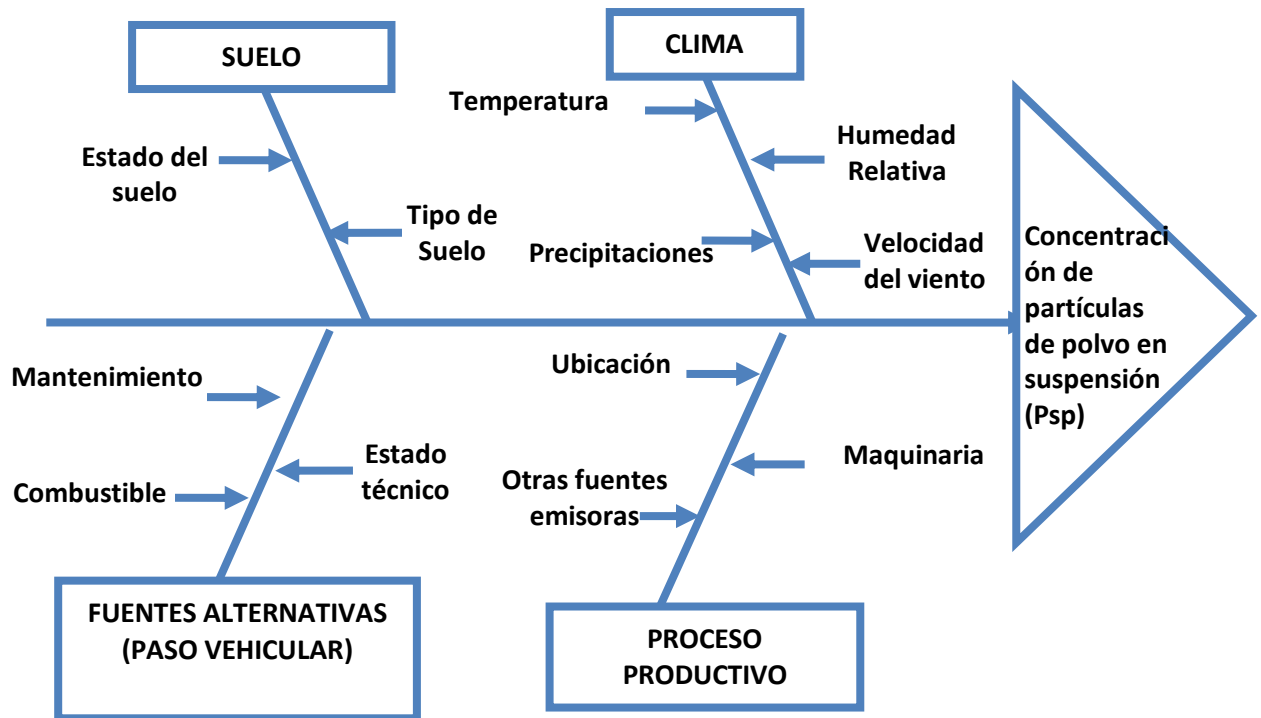 SUELO
CLIMA
Temperatura
Estado del
suelo
Humedad
Relativa
Tipo de
Suelo
Precipitaciones
Velocidad
del viento
Concentraci
ón de
partículas
de polvo en
suspensión
(Psp)
Mantenimiento
Ubicación
Combustible
Estado
técnico
Otras fuentes
emisoras
Maquinaria
FUENTES ALTERNATIVAS
(PASO VEHICULAR)
PROCESO
PRODUCTIVO